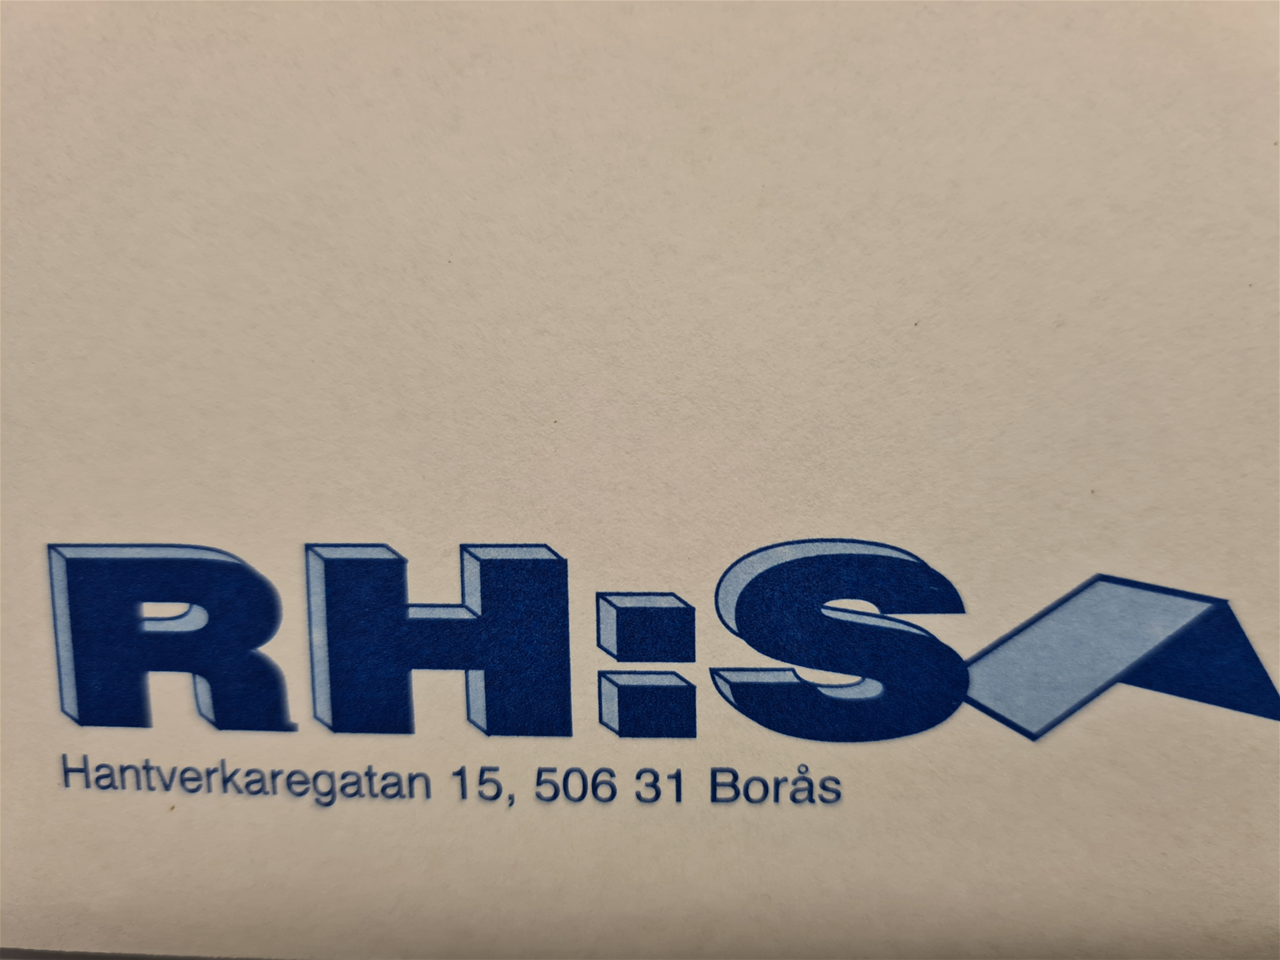 RH:S
Hantverkaregatan 15, 506 31 Borås